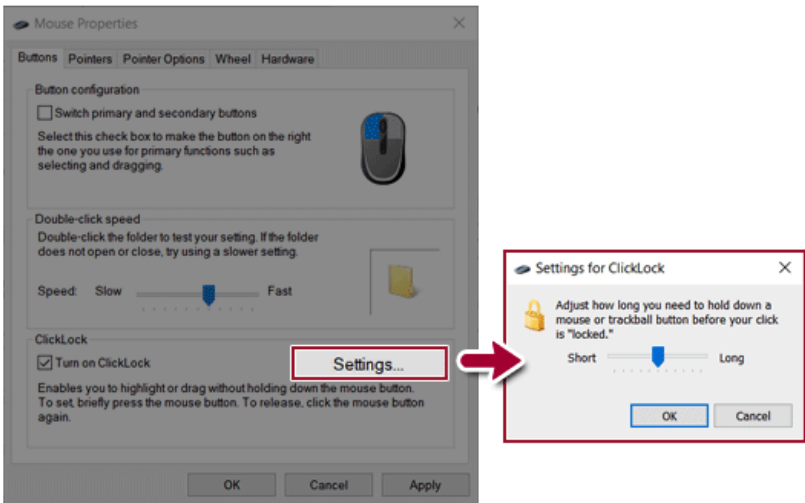 Mouse Properties
Buttons Pointers Pointer Options Wheel Hardware
Button configuration
Switch primary and secondary buttons
Select this check box to make the button on the right
the one you use for primary functions such as
selecting and dragging.
Double-click speed
Double-click the folder to test your setting. If the folder
does not open or close, try using a slower setting.
Speed: Slow Fast
ClickLock
Turn on ClickLock
Settings...
Enables you to highlight or drag without holding down the mouse button.
To set, briefly press the mouse button. To release, click the mouse button
again.
OK Cancel Apply
Settings for ClickLock
Adjust how long you need to hold down a
mouse or trackball button before your click
is "locked."
Short Long
OK Cancel